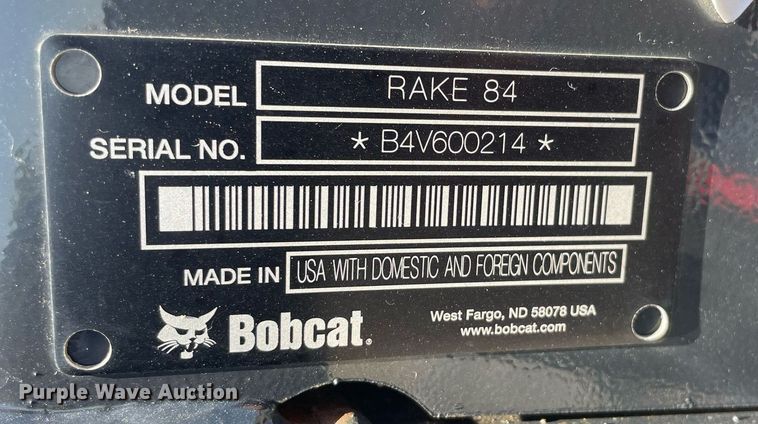 MODEL RAKE 84
SERIAL NO. * B4V600214 *
MADE IN USA WITH DOMESTIC AND FOREIGN COMPONENTS
Bobcat.
West Fargo, ND 58078 USA
www.bobcat.com
Purple Wave Auction